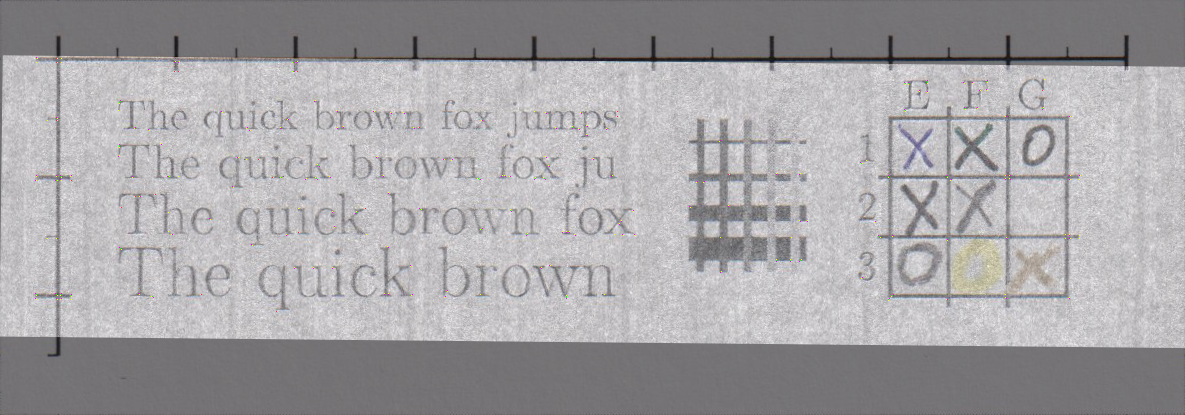 The quick brown fox jumps
The quick brown fox ju
The quick brown fox
The quick brown
E F G
1 X X O
2 X X
3 O O X